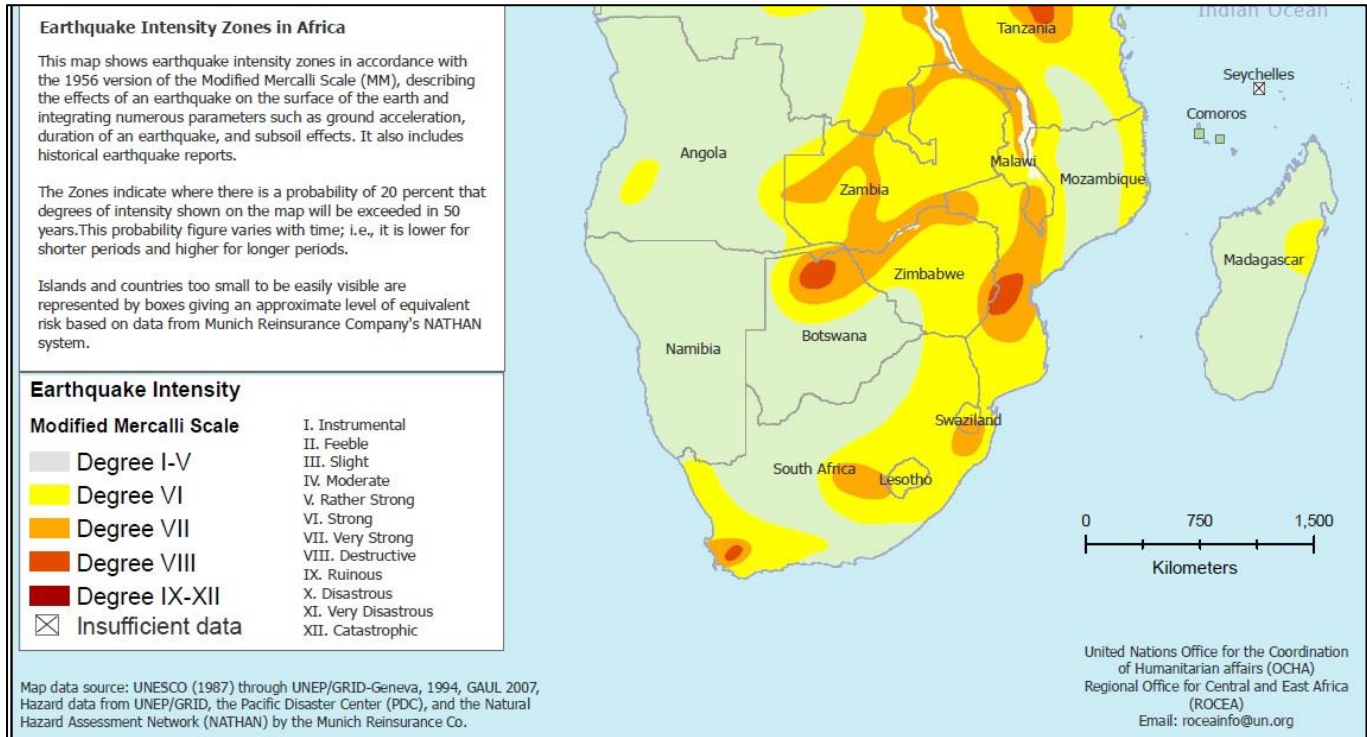 Earthquake Intensity Zones in Africa
This map shows earthquake intensity zones in accordance with
the 1956 version of the Modified Mercalli Scale (MM), describing
the effects of an earthquake on the surface of the earth and
integrating numerous parameters such as ground acceleration,
duration of an earthquake, and subsoil effects. It also includes
historical earthquake reports.
The Zones indicate where there is a probability of 20 percent that
degrees of intensity shown on the map will be exceeded in 50
years.This probability figure varies with time; i.e., it is lower for
shorter periods and higher for longer periods.
Islands and countries too small to be easily visible are
represented by boxes giving an approximate level of equivalent
risk based on data from Munich Reinsurance Company's NATHAN
system.
Earthquake Intensity
Modified Mercalli Scale
Degree I-V
Degree VI
Degree VII
Degree VIII
Degree IX-XII
Insufficient data
I. Instrumental
II. Feeble
III. Slight
IV. Moderate
V. Rather Strong
VI. Strong
VII. Very Strong
VIII. Destructive
IX. Ruinous
X. Disastrous
XI. Very Disastrous
XII. Catastrophic
Map data source: UNESCO (1987) through UNEP/GRID-Geneva, 1994, GAUL 2007,
Hazard data from UNEP/GRID, the Pacific Disaster Center (PDC), and the Natural
Hazard Assessment Network (NATHAN) by the Munich Reinsurance Co.
Indian Ocean
Tanzania
Seychelles
Comoros
Angola
Malawi
Zambia
Mozambique
Madagascar
Zimbabwe
Botswana
Namibia
Swaziland
South Africa
Lesotho
0 750 1,500
Kilometers
United Nations Office for the Coordination
of Humanitarian affairs (OCHA)
Regional Office for Central and East Africa
(ROCEA)
Email: roceainfo@un.org